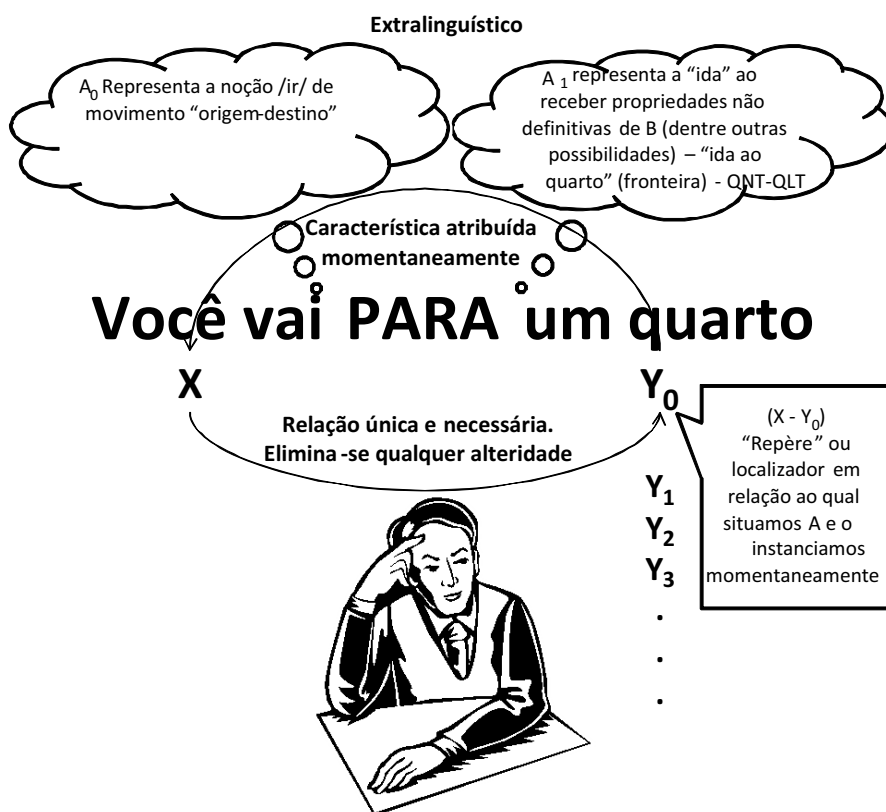 Extralinguístico
A0 Representa a noção /ir/ de
movimento “origem-destino”
A 1 representa a “ida” ao
receber propriedades não
definitivas de B (dentre outras
possibilidades) – “ida ao
quarto” (fronteira) - QNT-QLT
Característica atribuída
momentaneamente
Você vai PARA um quarto
X
Y0
Relação única e necessária.
Elimina -se qualquer alteridade
(X - Y0)
“Repère” ou
localizador em
relação ao qual
situamos A e o
instanciamos
momentaneamente
Y1
Y2
Y3
.
.
.